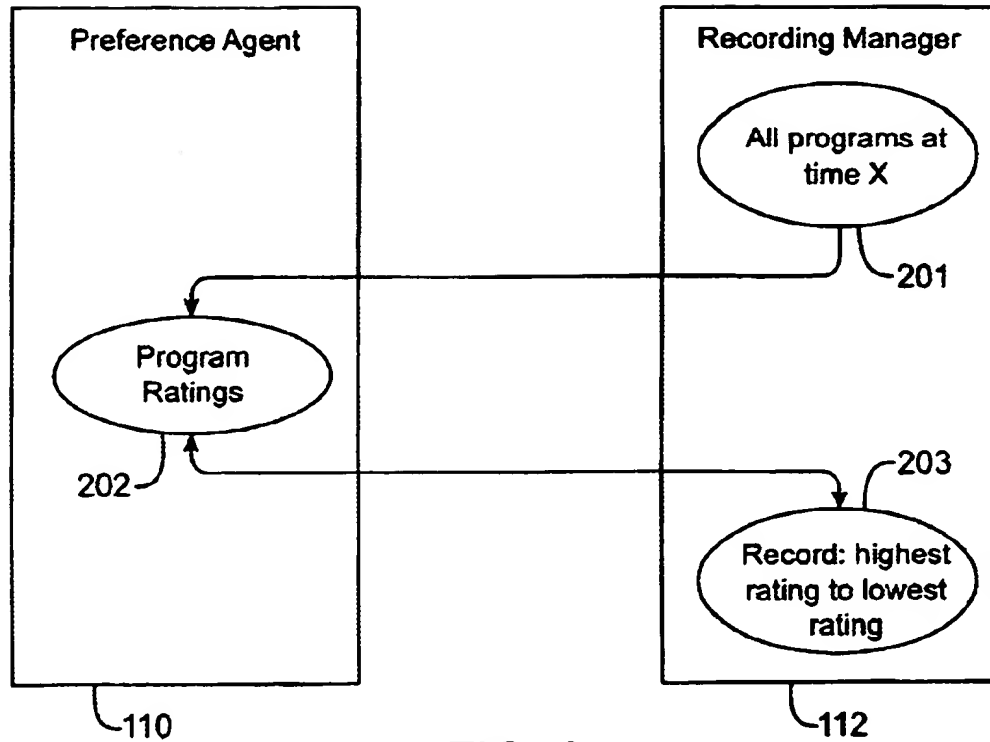 Preference Agent
Recording Manager
All programs at
time X
201
Program
Ratings
202
203
Record: highest
rating to lowest
rating
110
112